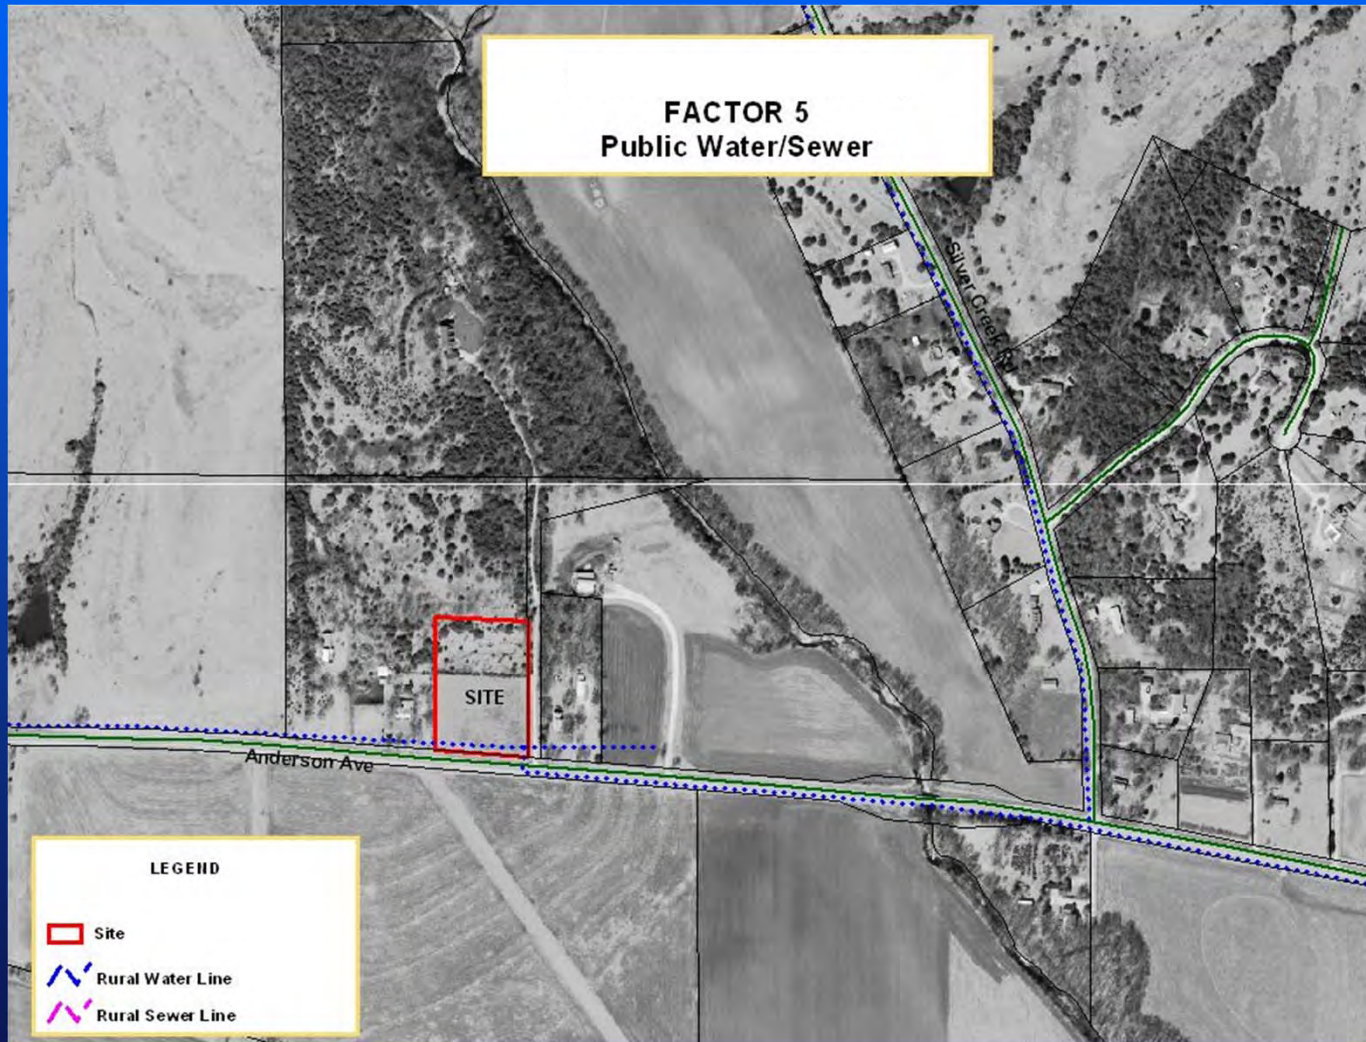 FACTOR 5
Public Water/Sewer
Silver Creek Rd
SITE
Anderson Ave
LEGEND
Site
Rural Water Line
Rural Sewer Line